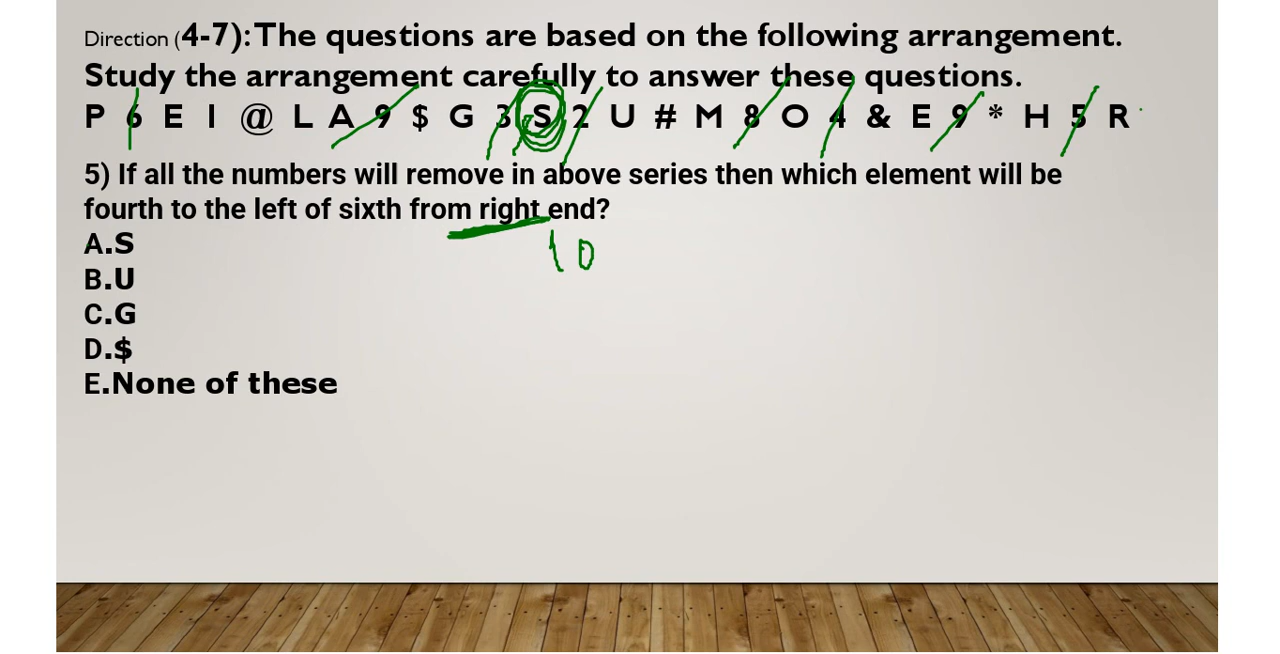 Direction (4-7): The questions are based on the following arrangement.
Study the arrangement carefully to answer these questions.
P 6 E I @ L A 9 $ G 3 S 2 U # M 8 O 4 & E 9 * H 5 R
5) If all the numbers will remove in above series then which element will be
fourth to the left of sixth from right end?
10
A.S
B.U
C.G
D.$
E.None of these